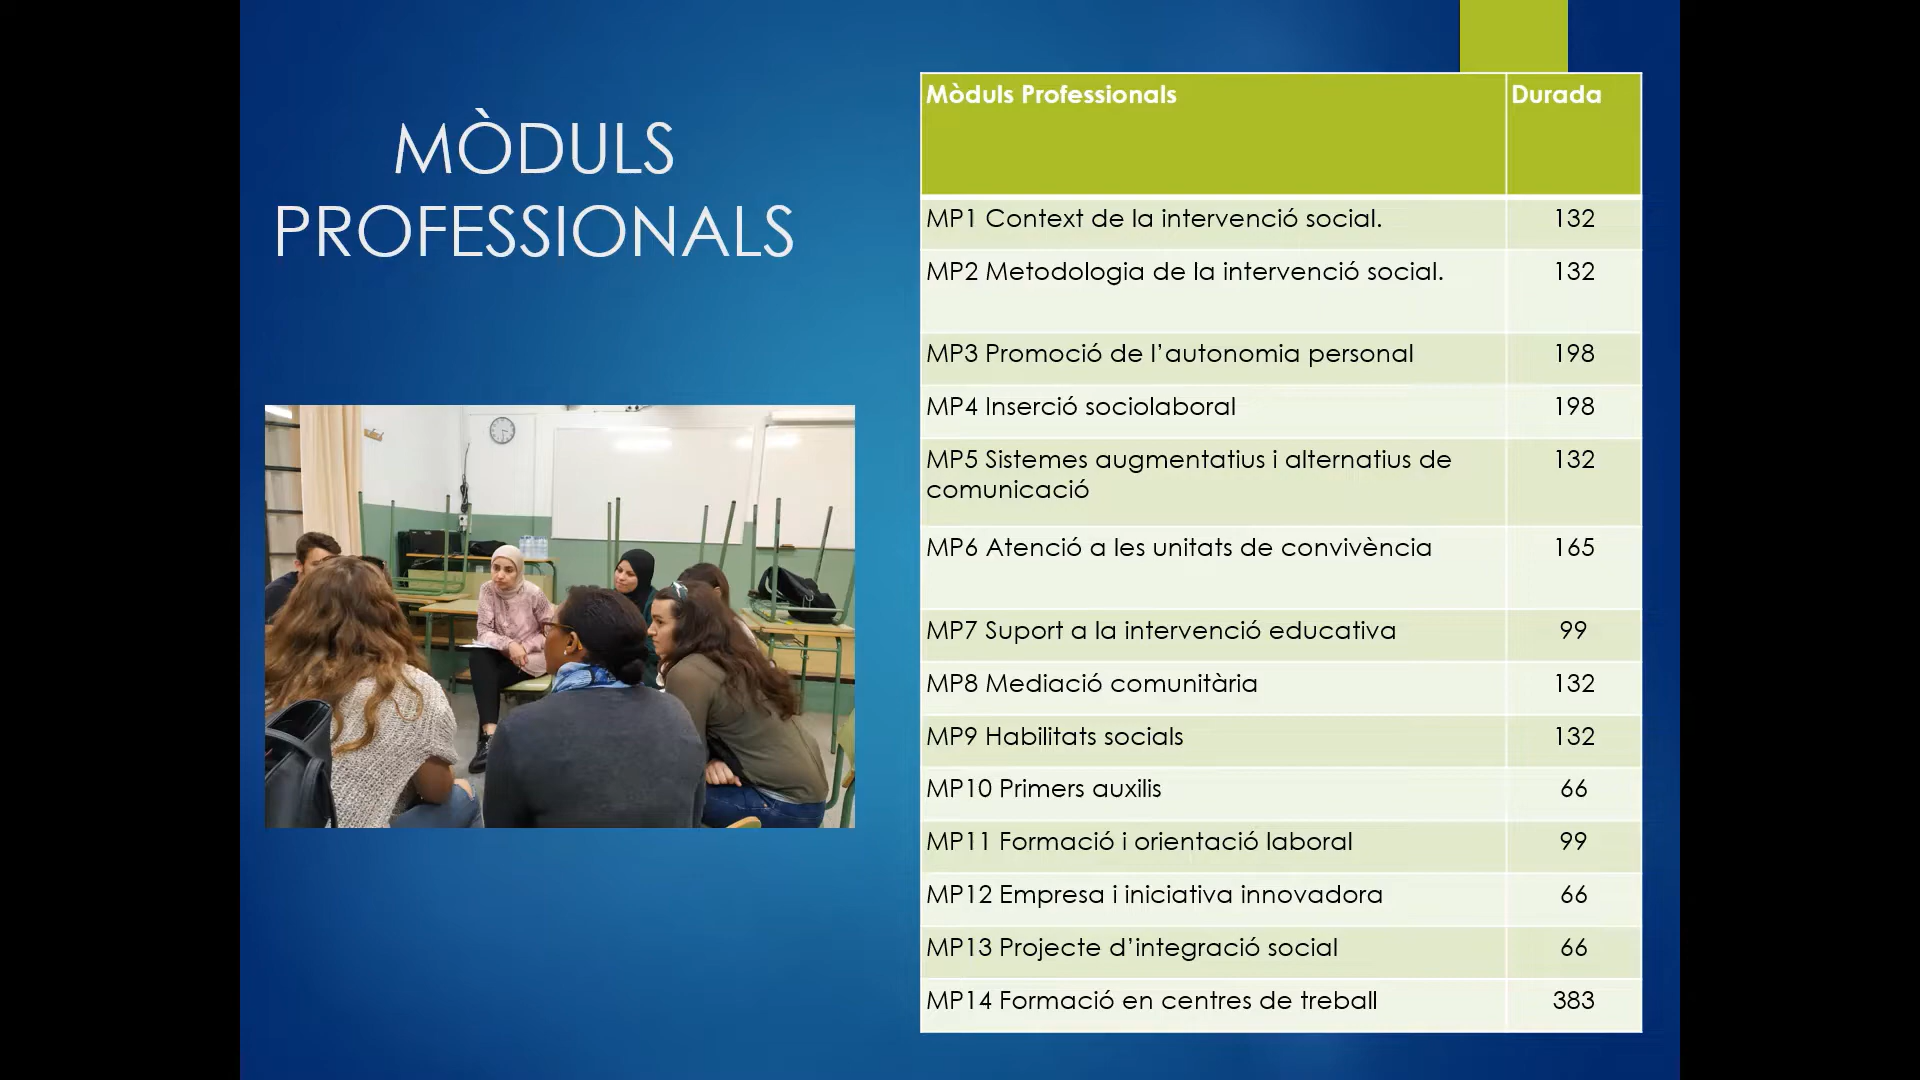 MÒDULS
PROFESSIONALS
Mòduls Professionals Durada
MP1 Context de la intervenció social. 132
MP2 Metodologia de la intervenció social. 132
MP3 Promoció de l’autonomia personal 198
MP4 Inserció sociolaboral 198
MP5 Sistemes augmentatius i alternatius de 132
comunicació
MP6 Atenció a les unitats de convivència 165
MP7 Suport a la intervenció educativa 99
MP8 Mediació comunitària 132
MP9 Habilitats socials 132
MP10 Primers auxilis 66
MP11 Formació i orientació laboral 99
MP12 Empresa i iniciativa innovadora 66
MP13 Projecte d’integració social 66
MP14 Formació en centres de treball 383